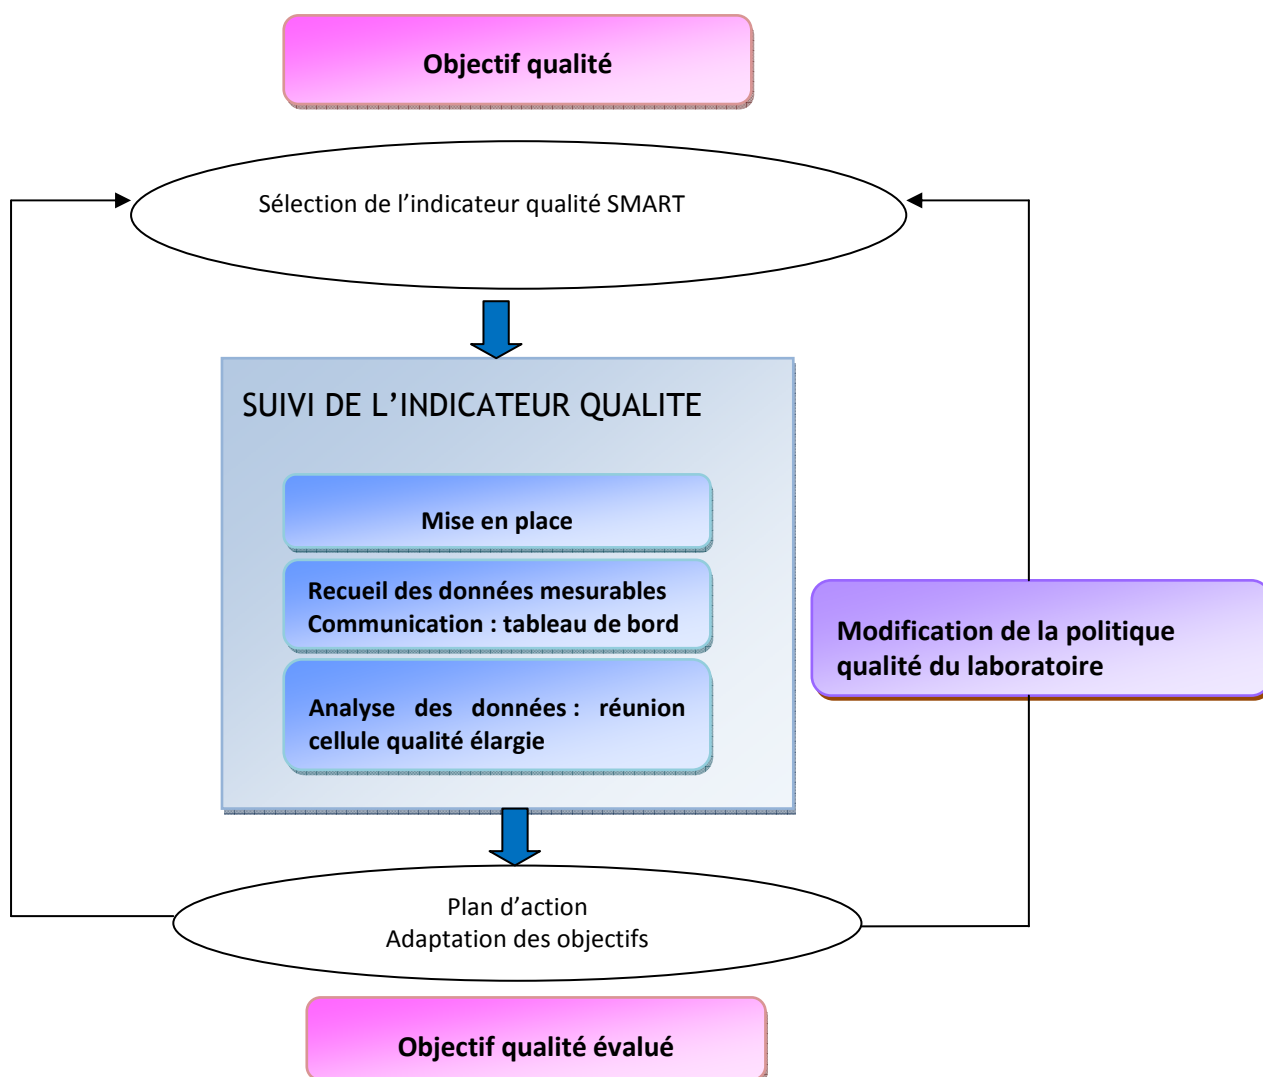 Objectif qualité
Sélection de l’indicateur qualité SMART
SUIVI DE L’INDICATEUR QUALITE
Mise en place
Recueil des données mesurables
Communication : tableau de bord
Analyse des données : réunion
cellule qualité élargie
Modification de la politique
qualité du laboratoire
Plan d’action
Adaptation des objectifs
Objectif qualité évalué